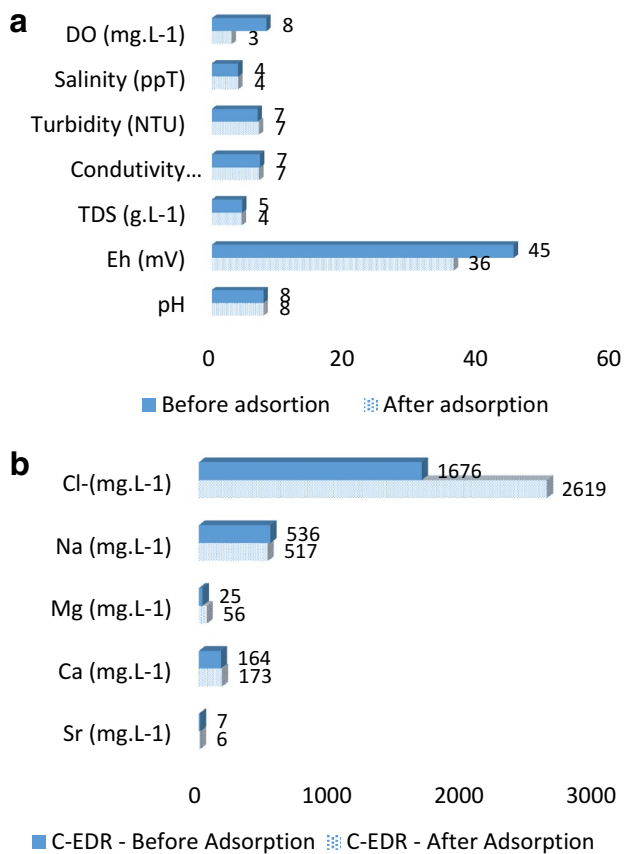 a
DO (mg.L-1) 8
3
Salinity (ppT) 4
4
Turbidity (NTU) 7
7
Condutivity... 7
7
TDS (g.L-1) 5
4
Eh (mV) 45
36
pH 8
8
0 20 40 60
Before adsortion After adsorption
b
Cl-(mg.L-1) 1676
2619
Na (mg.L-1) 536
517
Mg (mg.L-1) 25
56
Ca (mg.L-1) 164
173
Sr (mg.L-1) 7
6
0 1000 2000 3000
C-EDR - Before Adsorption C-EDR - After Adsorption